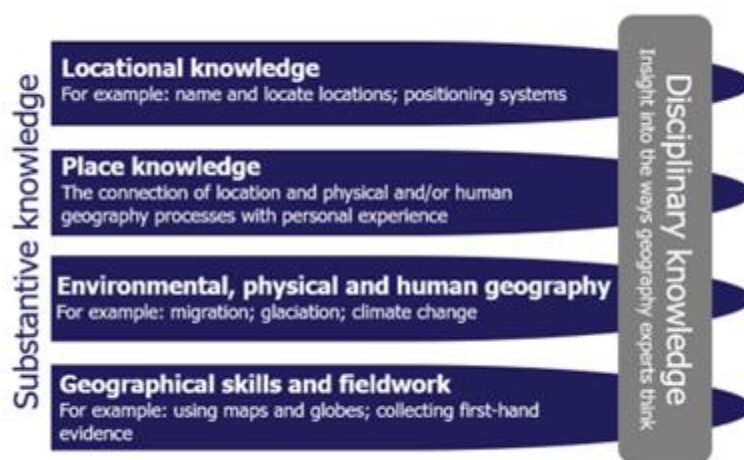 Substantive knowledge
Locational knowledge
For example: name and locate locations; positioning systems
Place knowledge
The connection of location and physical and/or human
geography processes with personal experience
Environmental, physical and human geography
For example: migration; glaciation; climate change
Geographical skills and fieldwork
For example: using maps and globes; collecting first-hand
evidence
Disciplinary knowledge
Insight into the ways geography experts think